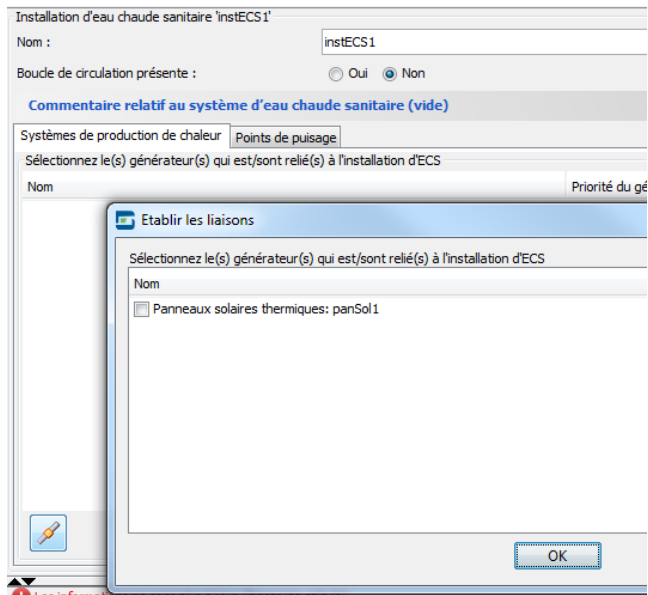 Installation d'eau chaude sanitaire 'instECS1'
Nom : instECS1
Boucle de circulation présente : Oui Non
Commentaire relatif au système d'eau chaude sanitaire (vide)
Systèmes de production de chaleur Points de puisage
Sélectionnez le(s) générateur(s) qui est/sont relié(s) à l'installation d'ECS
Nom Priorité du
Etablir les liaisons
Sélectionnez le(s) générateur(s) qui est/sont relié(s) à l'installation d'ECS
Nom
Panneaux solaires thermiques: panSol1
OK